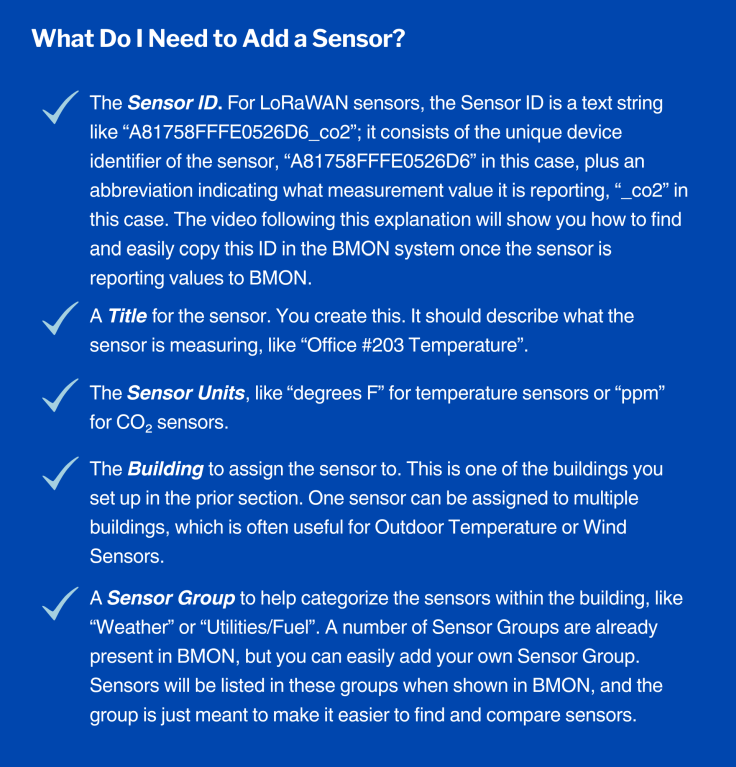 What Do I Need to Add a Sensor?
The Sensor ID. For LoRaWAN sensors, the Sensor ID is a text string
like “A81758FFFE0526D6_co2”; it consists of the unique device
identifier of the sensor, “A81758FFFE0526D6” in this case, plus an
abbreviation indicating what measurement value it is reporting, “_co2” in
this case. The video following this explanation will show you how to find
and easily copy this ID in the BMON system once the sensor is
reporting values to BMON.
A Title for the sensor. You create this. It should describe what the
sensor is measuring, like “Office #203 Temperature”.
The Sensor Units, like “degrees F” for temperature sensors or “ppm”
for CO₂ sensors.
The Building to assign the sensor to. This is one of the buildings you
set up in the prior section. One sensor can be assigned to multiple
buildings, which is often useful for Outdoor Temperature or Wind
Sensors.
A Sensor Group to help categorize the sensors within the building, like
“Weather” or “Utilities/Fuel”. A number of Sensor Groups are already
present in BMON, but you can easily add your own Sensor Group.
Sensors will be listed in these groups when shown in BMON, and the
group is just meant to make it easier to find and compare sensors.